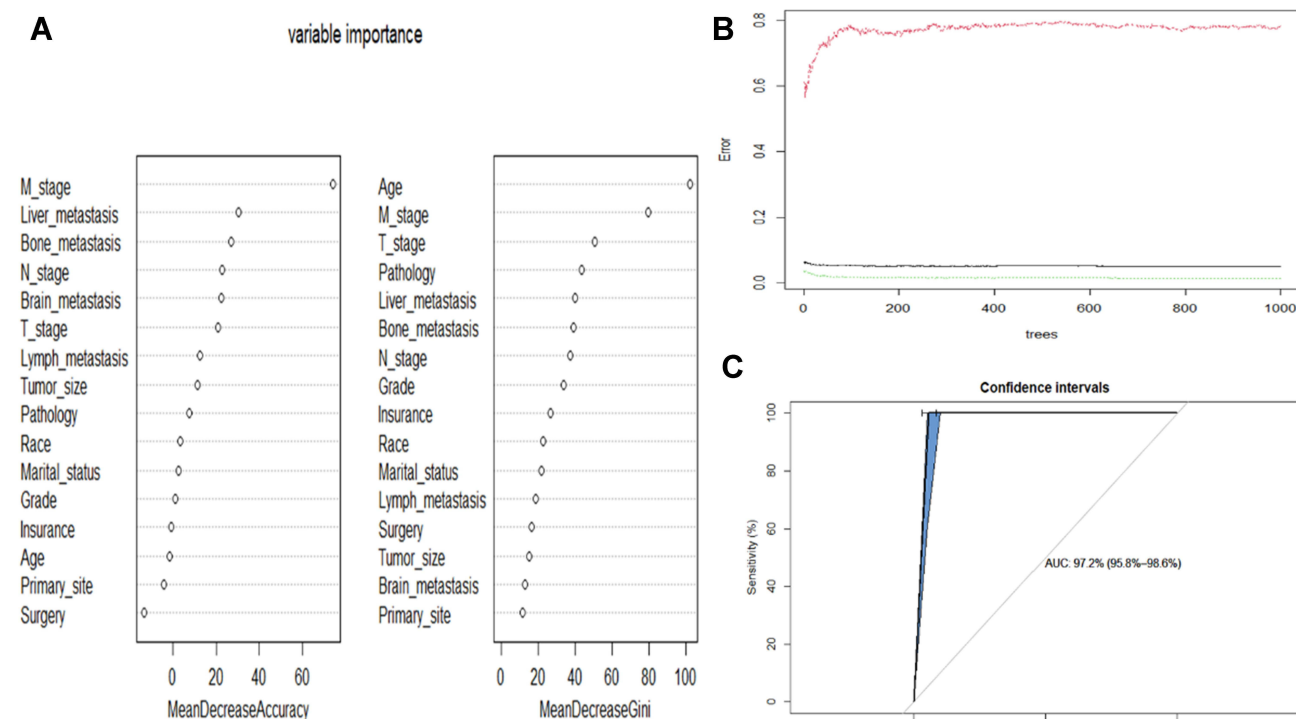 A
variable importance
M_stage
Liver_metastasis
Bone_metastasis
N_stage
Brain_metastasis
T_stage
Lymph_metastasis
Tumor_size
Pathology
Race
Marital_status
Grade
Insurance
Age
Primary_site
Surgery
0 20 40 60
MeanDecreaseAccuracy
Age
M_stage
T_stage
Pathology
Liver_metastasis
Bone_metastasis
N_stage
Grade
Insurance
Race
Marital_status
Lymph_metastasis
Surgery
Tumor_size
Brain_metastasis
Primary_site
0 20 40 60 80 100
MeanDecreaseGini
B
Error
0.8
0.6
0.4
0.2
0.0
0 200 400 600 800 1000
trees
C
Confidence intervals
Sensitivity (%)
100
80
60
40
20
0
AUC: 97.2% (95.8%–98.6%)